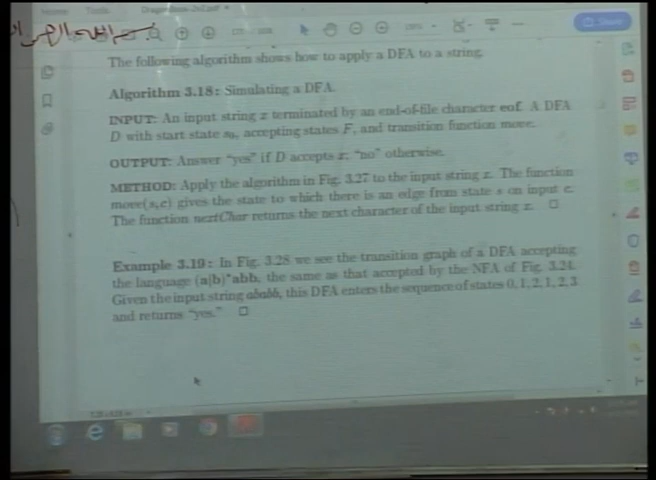 Home Tools
بسم الله الرحمن
The following algorithm shows how to apply a DFA to a string.
Algorithm 3.18: Simulating a DFA.
INPUT: An input string x terminated by an end-of-file character eof. A DFA
D with start state s₀, accepting states F, and transition function move.
OUTPUT: Answer "yes" if D accepts x; "no" otherwise.
METHOD: Apply the algorithm in Fig. 3.27 to the input string x. The function
move(s, c) gives the state to which there is an edge from state s on input c.
The function nextChar returns the next character of the input string x. □
Example 3.19: In Fig. 3.28 we see the transition graph of a DFA accepting
the language (a|b)*abb, the same as that accepted by the NFA of Fig. 3.24.
Given the input string ababb, this DFA enters the sequence of states 0, 1, 2, 1, 2, 3
and returns "yes." □